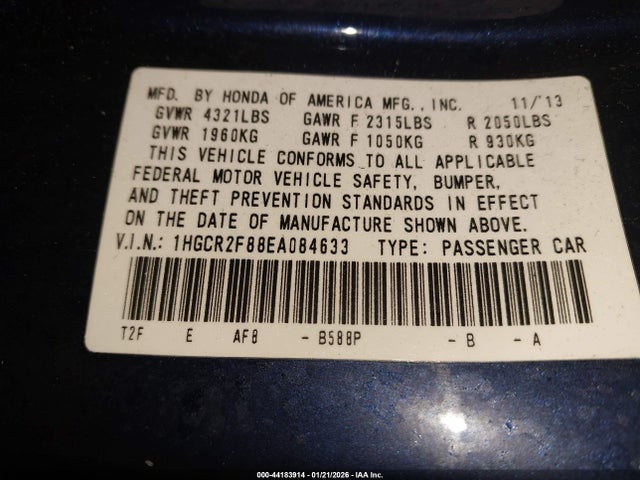 MFD. BY HONDA OF AMERICA MFG., INC. 11/'13
GVWR 4321LBS GAWR F 2315LBS R 2050LBS
GVWR 1960KG GAWR F 1050KG R 930KG
THIS VEHICLE CONFORMS TO ALL APPLICABLE
FEDERAL MOTOR VEHICLE SAFETY, BUMPER,
AND THEFT PREVENTION STANDARDS IN EFFECT
ON THE DATE OF MANUFACTURE SHOWN ABOVE.
V.I.N.: 1HGCR2F88EA084633 TYPE: PASSENGER CAR
T2F E AF8 - B588P - B - A
000-44183914 - 01/21/2026 - IAA Inc.